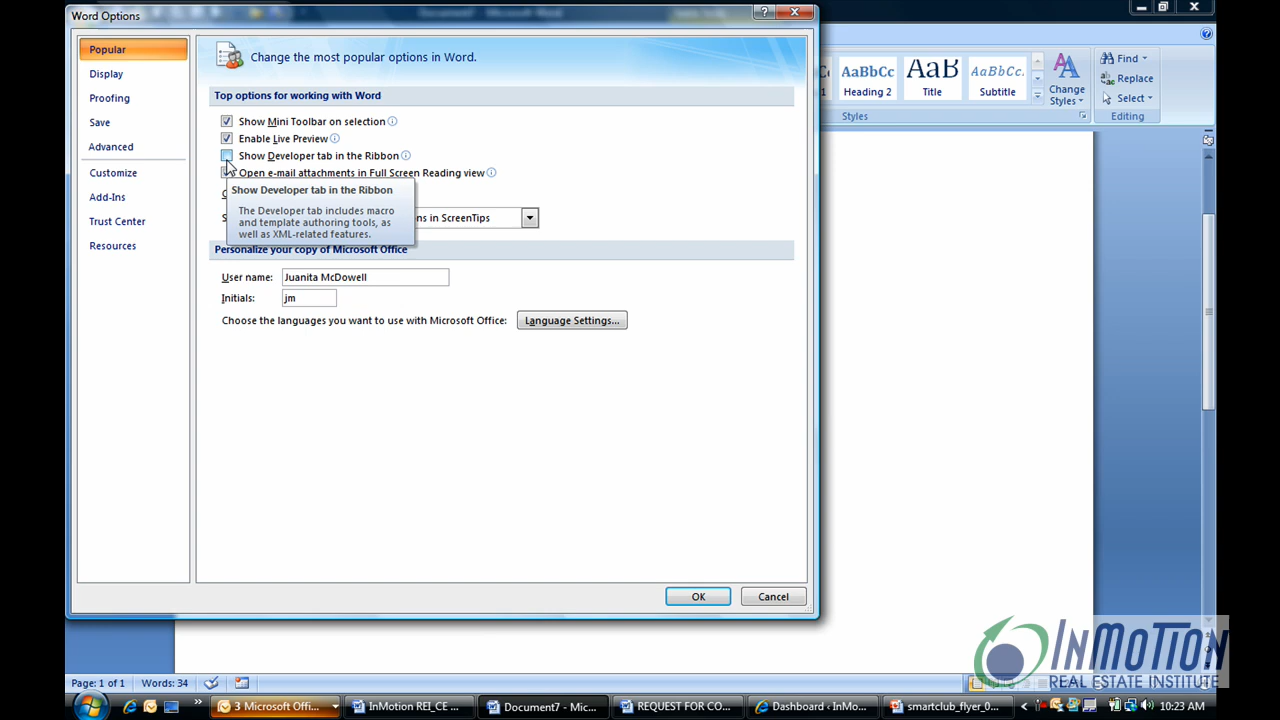 Word Options
?
Popular
Display
Proofing
Save
Advanced
Customize
Add-Ins
Trust Center
Resources
Change the most popular options in Word.
Top options for working with Word
Show Mini Toolbar on selection
Enable Live Preview
Show Developer tab in the Ribbon
Open e-mail attachments in Full Screen Reading view
Show Developer tab in the Ribbon
The Developer tab includes macro
and template authoring tools, as
well as XML-related features.
ns in ScreenTips
Personalize your copy of Microsoft Office
User name: Juanita McDowell
Initials: jm
Choose the languages you want to use with Microsoft Office: Language Settings...
OK Cancel
AaBbCc AaB AaBbCc.
Heading 2 Title Subtitle
Change
Styles
Styles
Find
Replace
Select
Editing
Page: 1 of 1 Words: 34
InMotion
Real Estate Institute
3 Microsoft Offi... InMotion REI_CE ... Document7 - Mic... REQUEST FOR CO... Dashboard ‹ InMo... smartclub_flyer_0... 10:23 AM